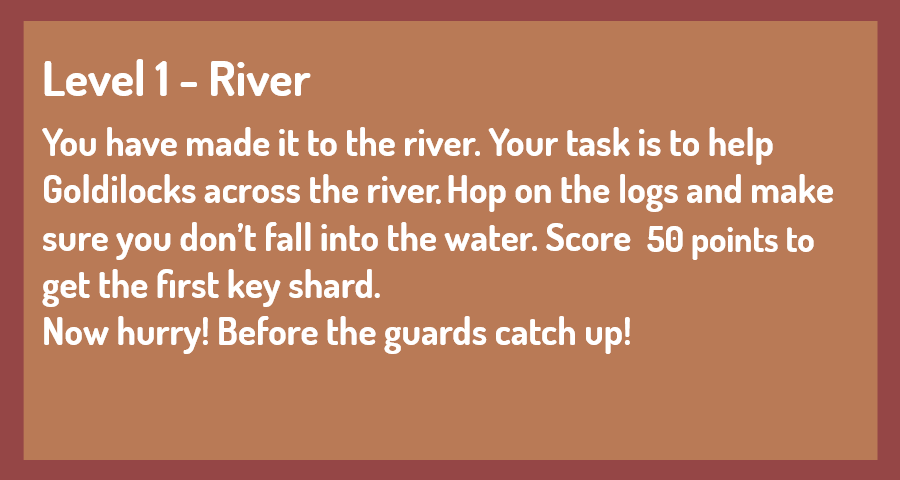 Level 1 - River
You have made it to the river. Your task is to help
Goldilocks across the river. Hop on the logs and make
sure you don't fall into the water. Score 50 points to
get the first key shard.
Now hurry! Before the guards catch up!